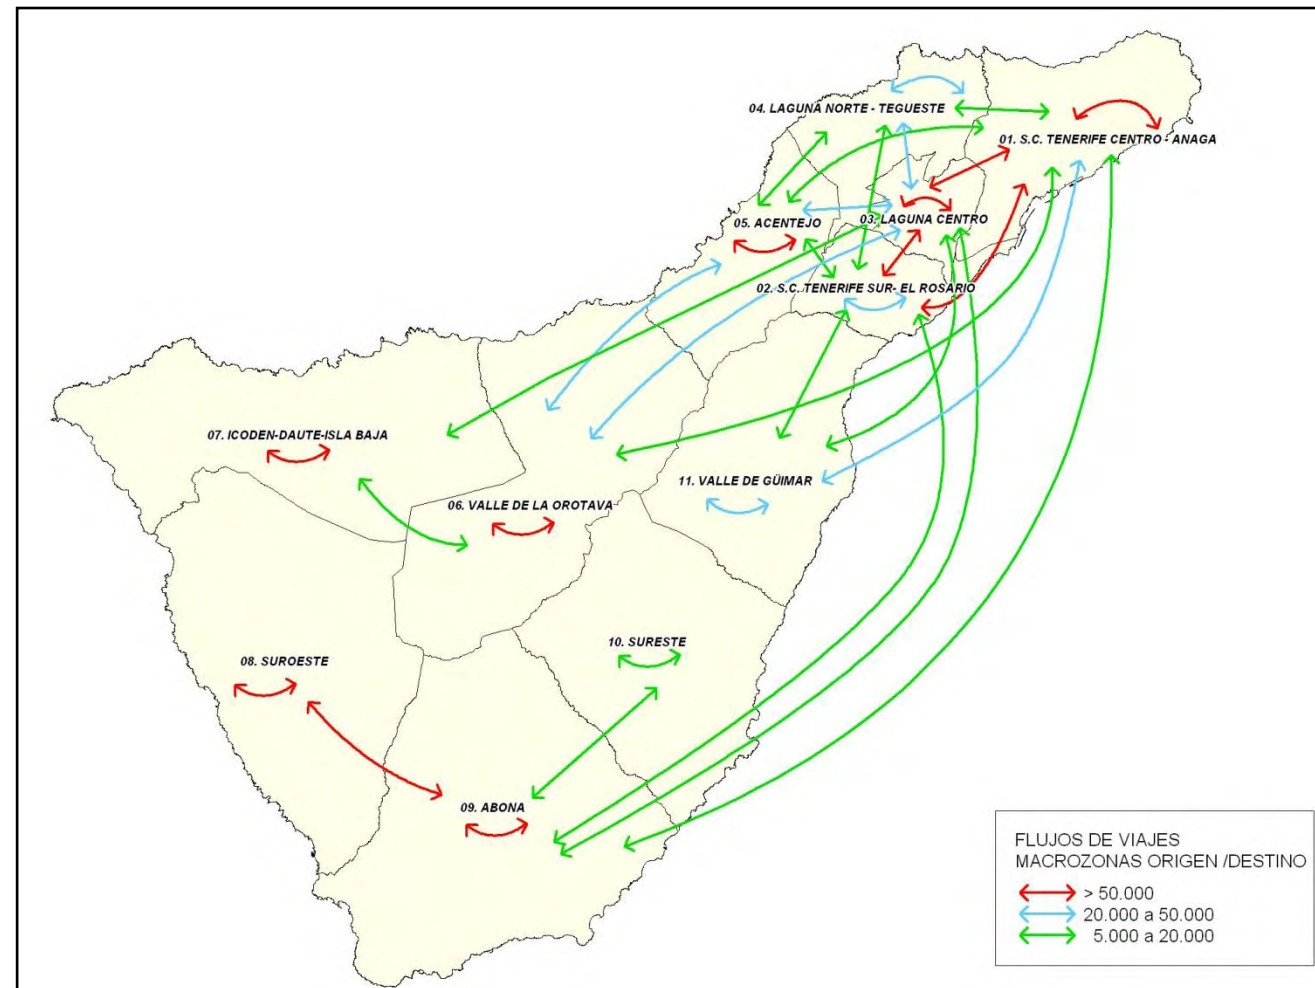 04. LAGUNA NORTE - TEGUESTE
01. S.C. TENERIFE CENTRO - ANAGA
05. ACENTEJO
03. LAGUNA CENTRO
02. S.C. TENERIFE SUR- EL ROSARIO
07. ICODEN-DAUTE-ISLA BAJA
11. VALLE DE GÜIMAR
06. VALLE DE LA OROTAVA
10. SURESTE
08. SUROESTE
09. ABONA
FLUJOS DE VIAJES
MACROZONAS ORIGEN /DESTINO
> 50.000
20.000 a 50.000
5.000 a 20.000